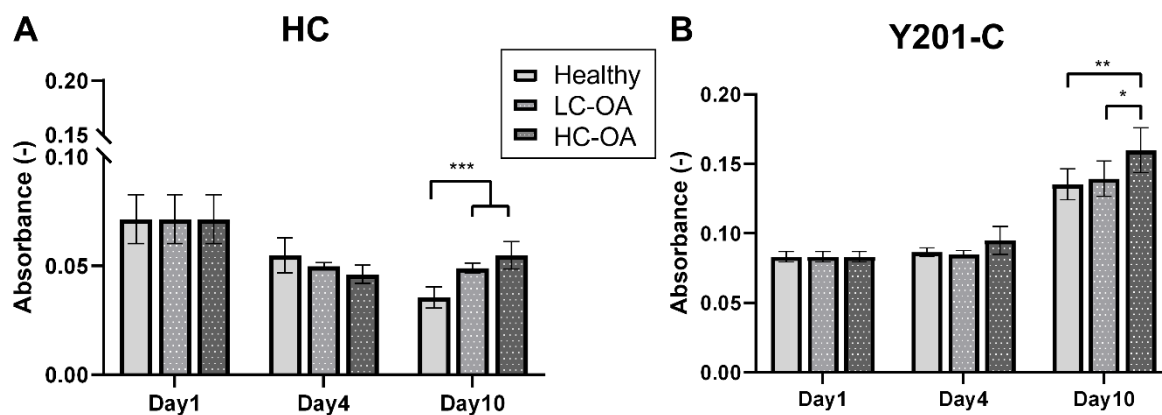 A
HC
Healthy
LC-OA
HC-OA
Absorbance (-)
0.20
0.15
0.10
0.05
0.00
***
Day1 Day4 Day10
B
Y201-C
Absorbance (-)
0.20
0.15
0.10
0.05
0.00
**
*
Day1 Day4 Day10